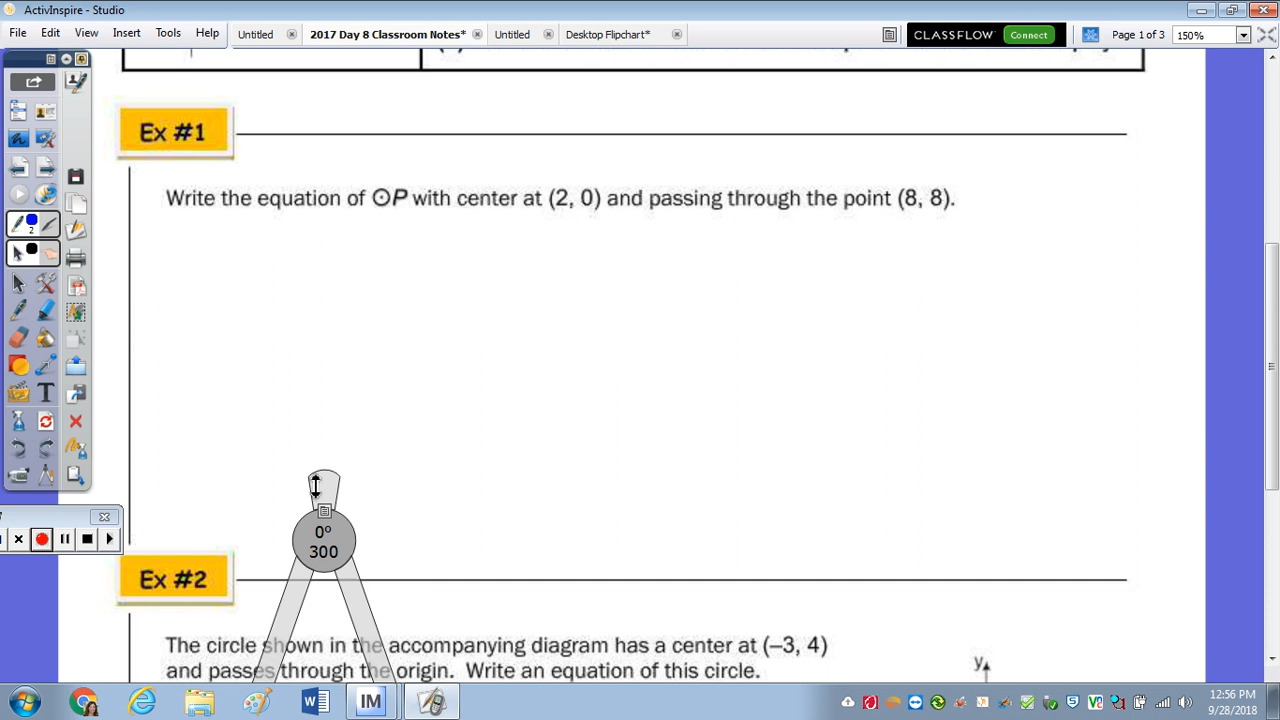 ActivInspire - Studio
File Edit View Insert Tools Help Untitled 2017 Day 8 Classroom Notes* Untitled Desktop Flipchart* CLASSFLOW Connect Page 1 of 3 150%
Ex #1
Write the equation of ⊙P with center at (2, 0) and passing through the point (8, 8).
2
T
0º
300
Ex #2
The circle shown in the accompanying diagram has a center at (−3, 4)
and passes through the origin. Write an equation of this circle.
y
IM
12:56 PM
9/28/2018